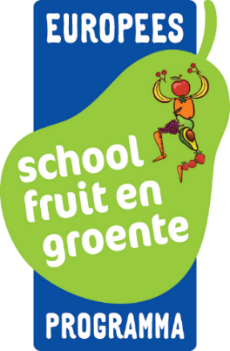 EUROPEES
school
fruit en
groente
PROGRAMMA